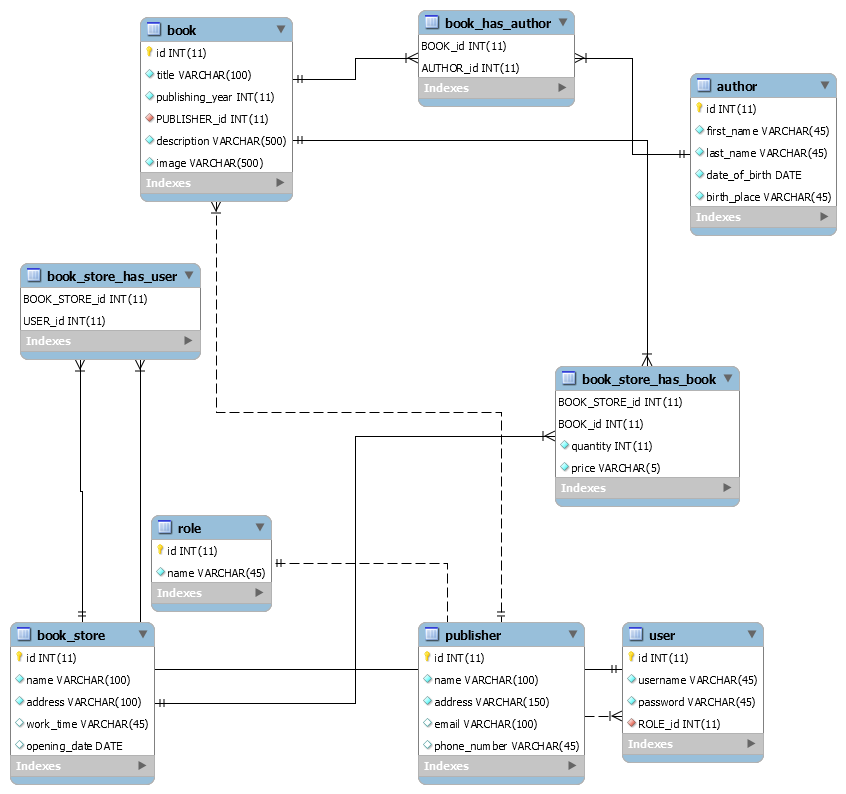 book
id INT(11)
title VARCHAR(100)
publishing_year INT(11)
PUBLISHER_id INT(11)
description VARCHAR(500)
image VARCHAR(500)
Indexes
book_has_author
BOOK_id INT(11)
AUTHOR_id INT(11)
Indexes
author
id INT(11)
first_name VARCHAR(45)
last_name VARCHAR(45)
date_of_birth DATE
birth_place VARCHAR(45)
Indexes
book_store_has_user
BOOK_STORE_id INT(11)
USER_id INT(11)
Indexes
book_store_has_book
BOOK_STORE_id INT(11)
BOOK_id INT(11)
quantity INT(11)
price VARCHAR(5)
Indexes
role
id INT(11)
name VARCHAR(45)
Indexes
book_store
id INT(11)
name VARCHAR(100)
address VARCHAR(100)
work_time VARCHAR(45)
opening_date DATE
Indexes
publisher
id INT(11)
name VARCHAR(100)
address VARCHAR(150)
email VARCHAR(100)
phone_number VARCHAR(45)
Indexes
user
id INT(11)
username VARCHAR(45)
password VARCHAR(45)
ROLE_id INT(11)
Indexes